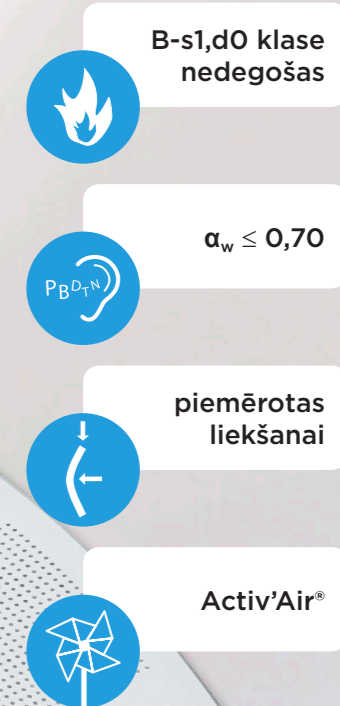 B-s1,d0 klase
nedegošas
PBDTN
αw ≤ 0,70
piemērotas
liekšanai
Activ’Air®